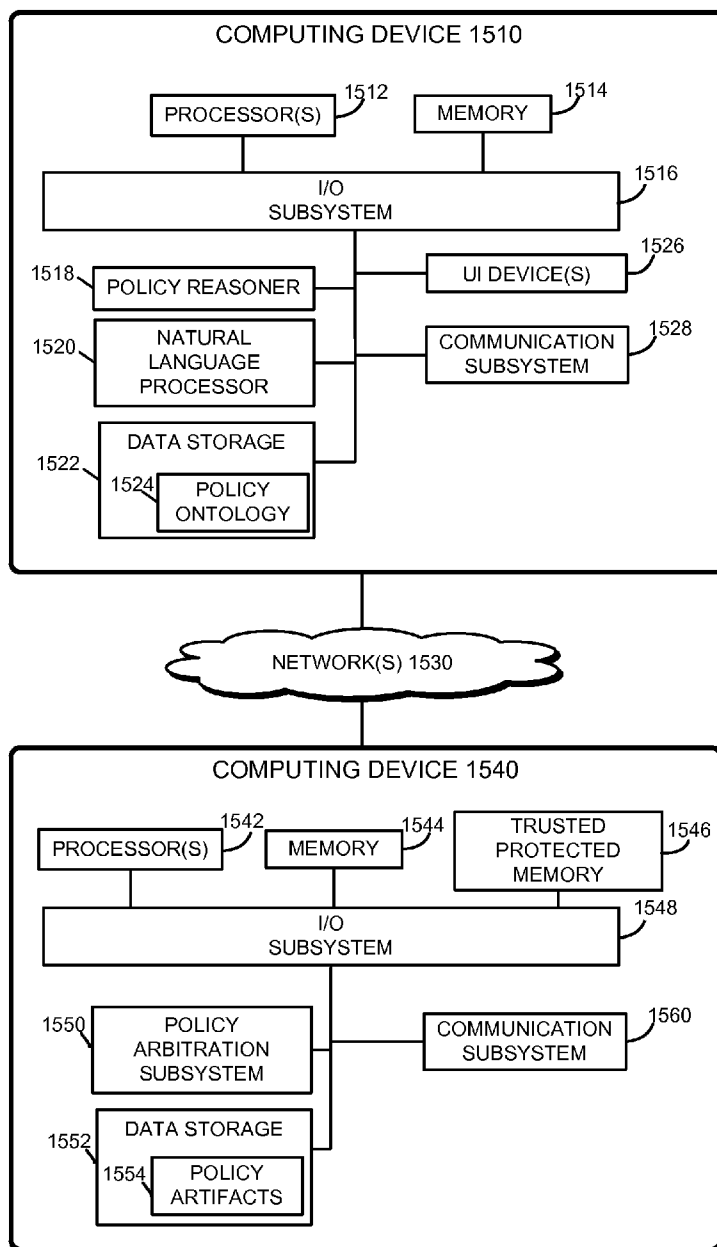 COMPUTING DEVICE 1510
1512
1514
PROCESSOR(S)
MEMORY
1516
I/O
SUBSYSTEM
1518
POLICY REASONER
1526
UI DEVICE(S)
1520
NATURAL
LANGUAGE
PROCESSOR
1528
COMMUNICATION
SUBSYSTEM
1522
DATA STORAGE
1524
POLICY
ONTOLOGY
NETWORK(S) 1530
COMPUTING DEVICE 1540
1542
1544
1546
PROCESSOR(S)
MEMORY
TRUSTED
PROTECTED
MEMORY
1548
I/O
SUBSYSTEM
1550
POLICY
ARBITRATION
SUBSYSTEM
1560
COMMUNICATION
SUBSYSTEM
1552
DATA STORAGE
1554
POLICY
ARTIFACTS